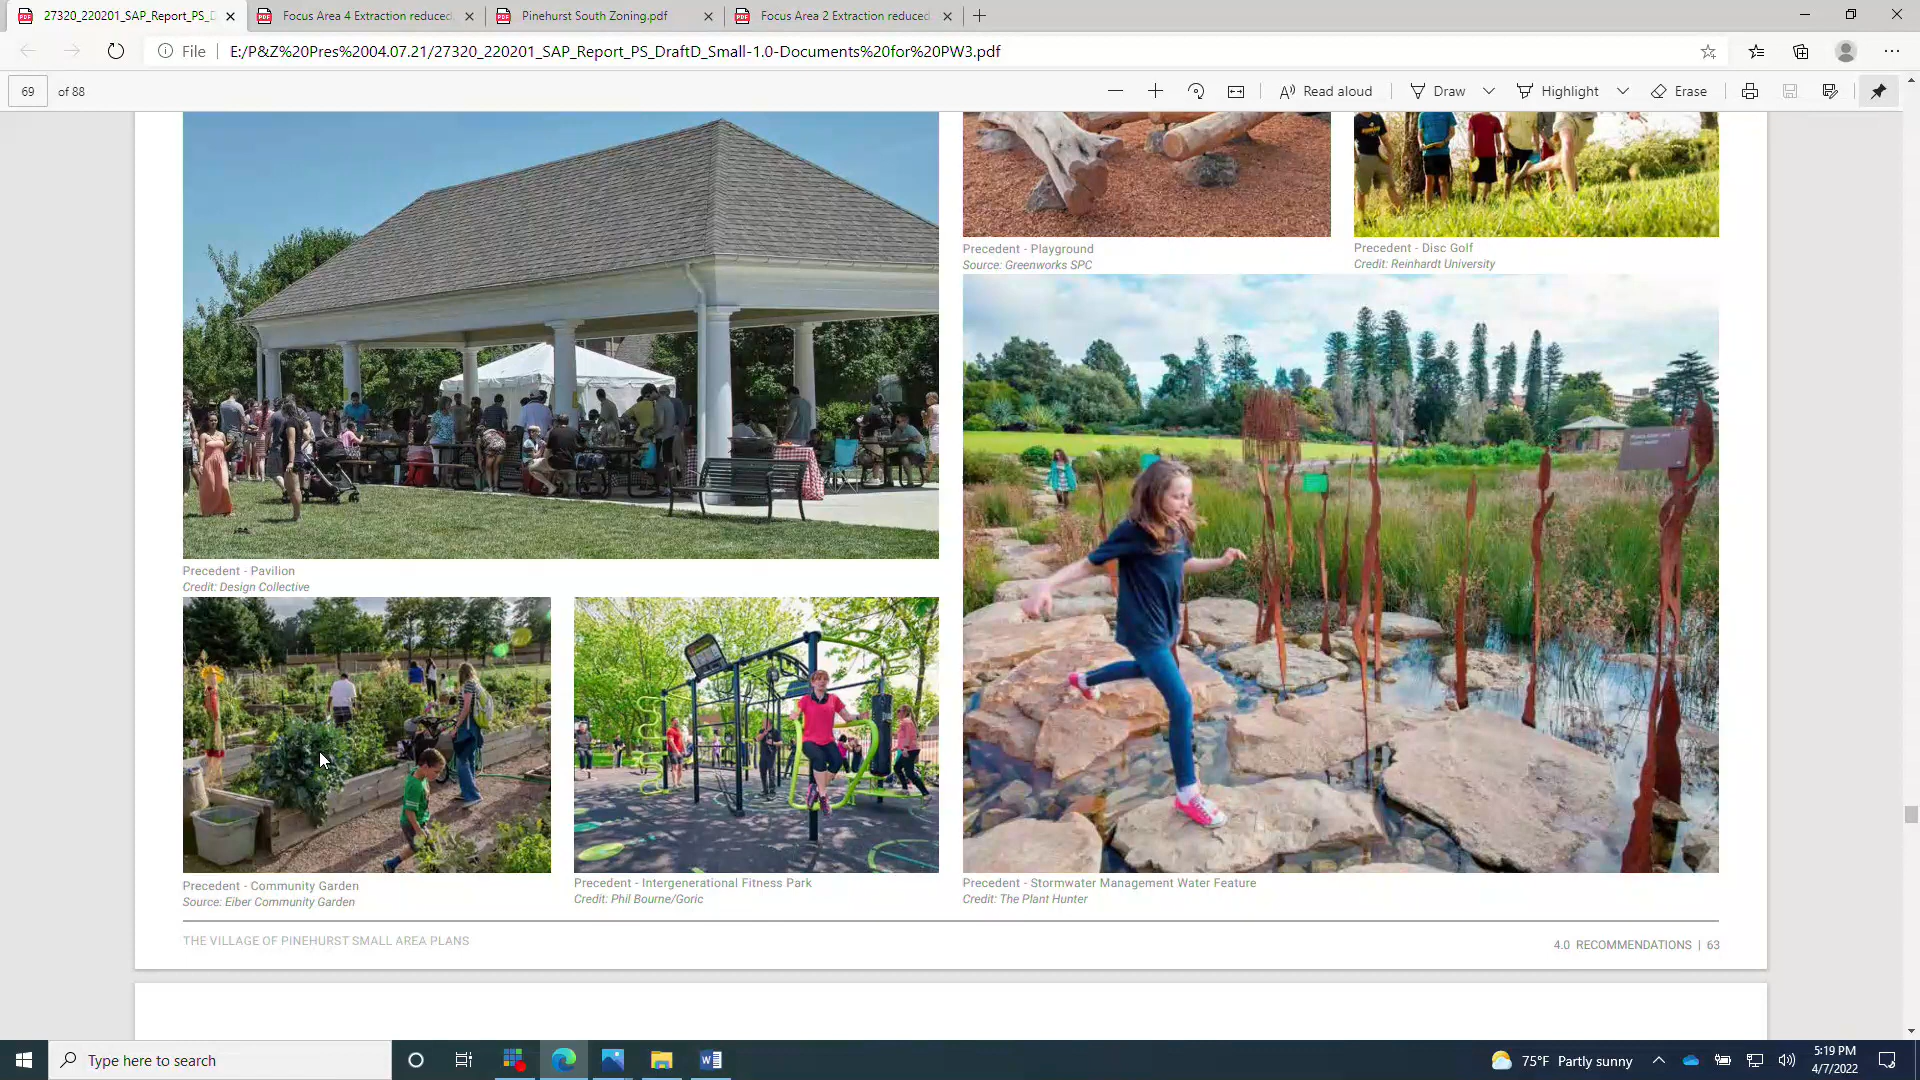 27320_220201_SAP_Report_PS_D
Focus Area 4 Extraction reduced
Pinehurst South Zoning.pdf
Focus Area 2 Extraction reduced
File
E:/P&Z%20Pres%2004.07.21/27320_220201_SAP_Report_PS_DraftD_Small-1.0-Documents%20for%20PW3.pdf
69 of 88
Read aloud
Draw
Highlight
Erase
Precedent - Playground
Source: Greenworks SPC
Precedent - Disc Golf
Credit: Reinhardt University
Precedent - Pavilion
Credit: Design Collective
Precedent - Community Garden
Source: Eiber Community Garden
Precedent - Intergenerational Fitness Park
Credit: Phil Bourne/Goric
Precedent - Stormwater Management Water Feature
Credit: The Plant Hunter
THE VILLAGE OF PINEHURST SMALL AREA PLANS
4.0 RECOMMENDATIONS | 63
Type here to search
75°F Partly sunny
5:19 PM
4/7/2022